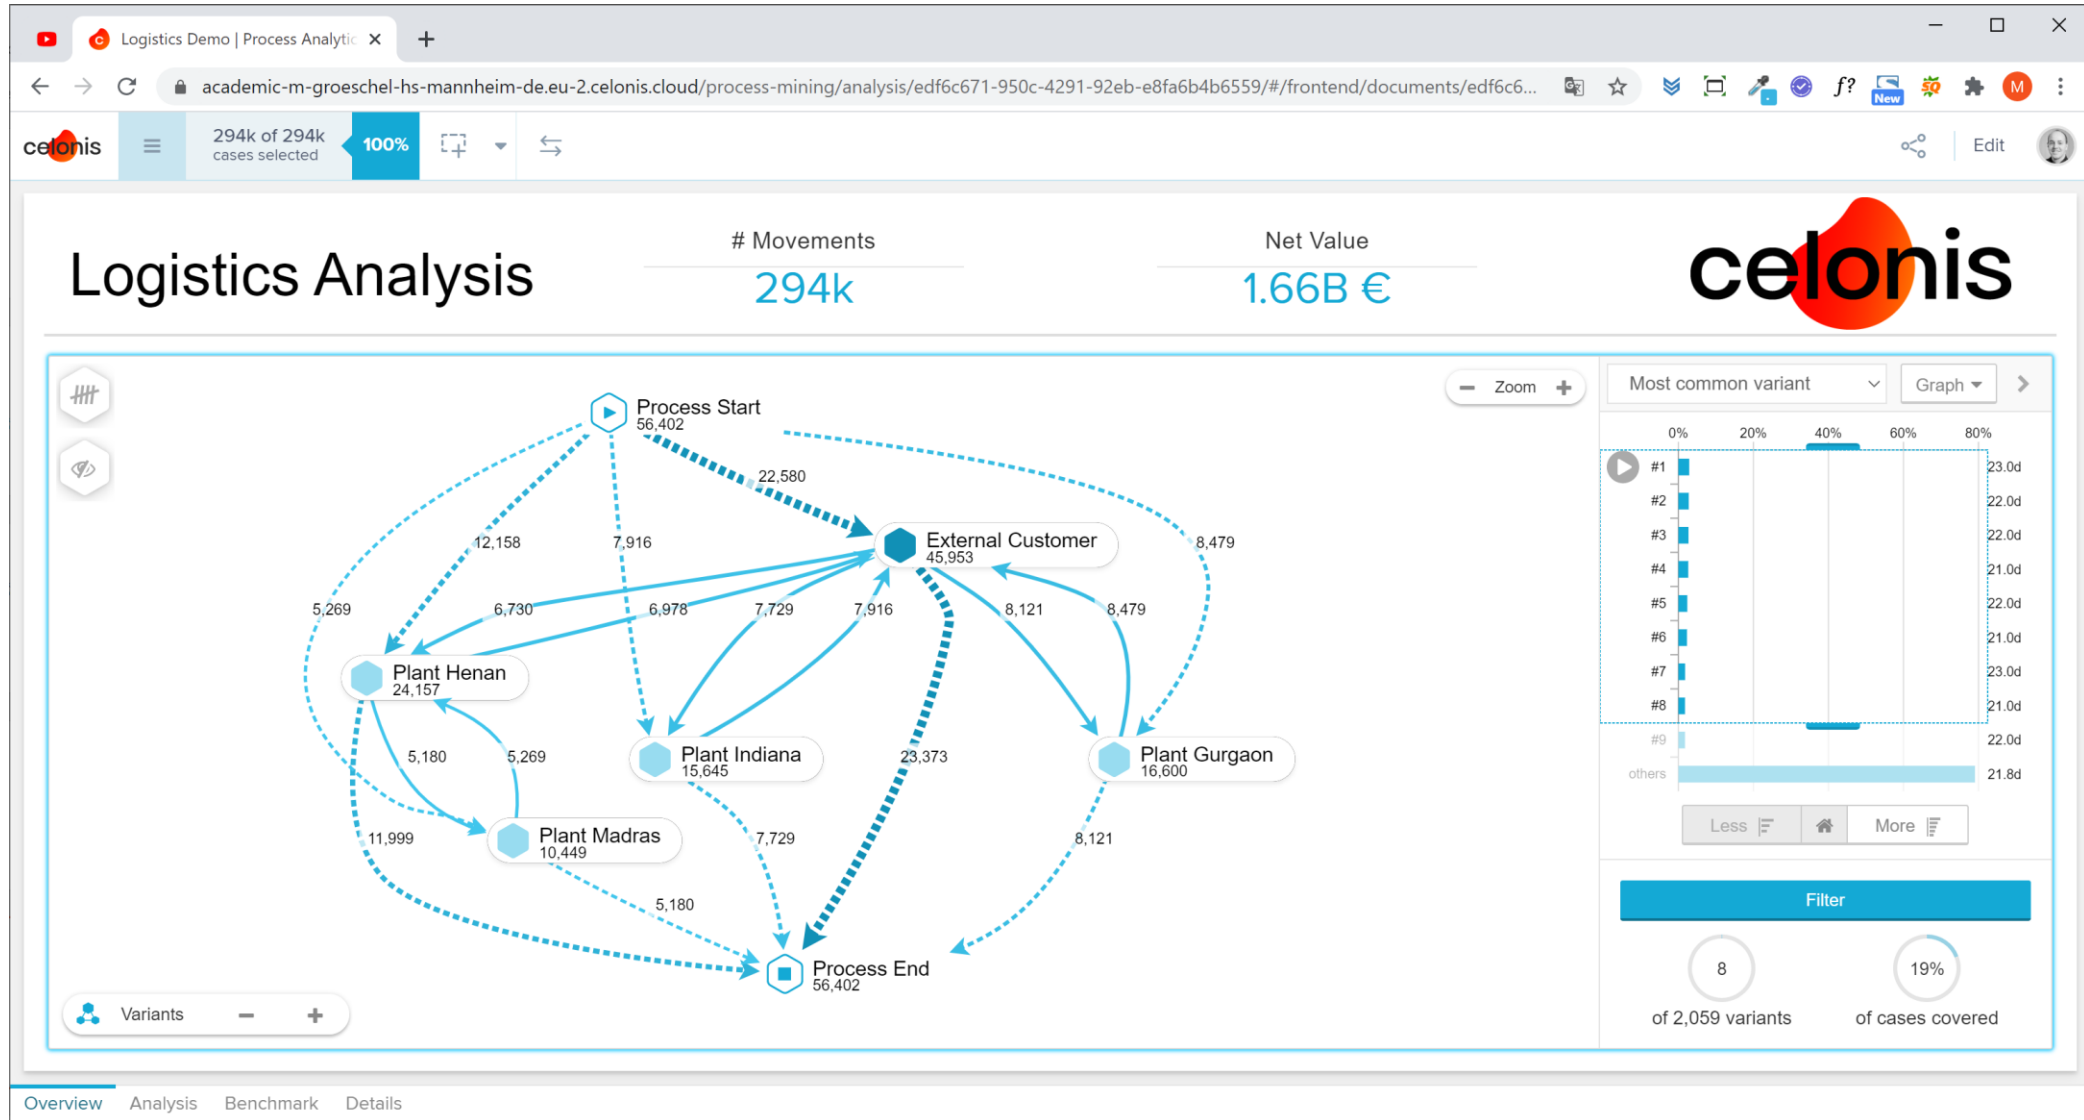 Logistics Demo | Process Analytic
academic-m-groeschel-hs-mannheim-de.eu-2.celonis.cloud/process-mining/analysis/edf6c671-950c-4291-92eb-e8fa6b4b6559/#/frontend/documents/edf6c6...
f?
New
SQ
M
celonis
294k of 294k
cases selected
100%
Edit
Logistics Analysis
# Movements
294k
Net Value
1.66B €
celonis
Process Start
56,402
Zoom
22,580
12,158
7,916
External Customer
45,953
8,479
5,269
6,730
6,978
7,729
7,916
8,121
8,479
Plant Henan
24,157
5,180
5,269
Plant Indiana
15,645
23,373
Plant Gurgaon
16,600
11,999
Plant Madras
10,449
7,729
8,121
5,180
Process End
56,402
Variants
Most common variant
Graph
0% 20% 40% 60% 80%
#1 23.0d
#2 22.0d
#3 22.0d
#4 21.0d
#5 22.0d
#6 21.0d
#7 23.0d
#8 21.0d
#9 22.0d
others 21.8d
Less
More
Filter
8
of 2,059 variants
19%
of cases covered
Overview Analysis Benchmark Details